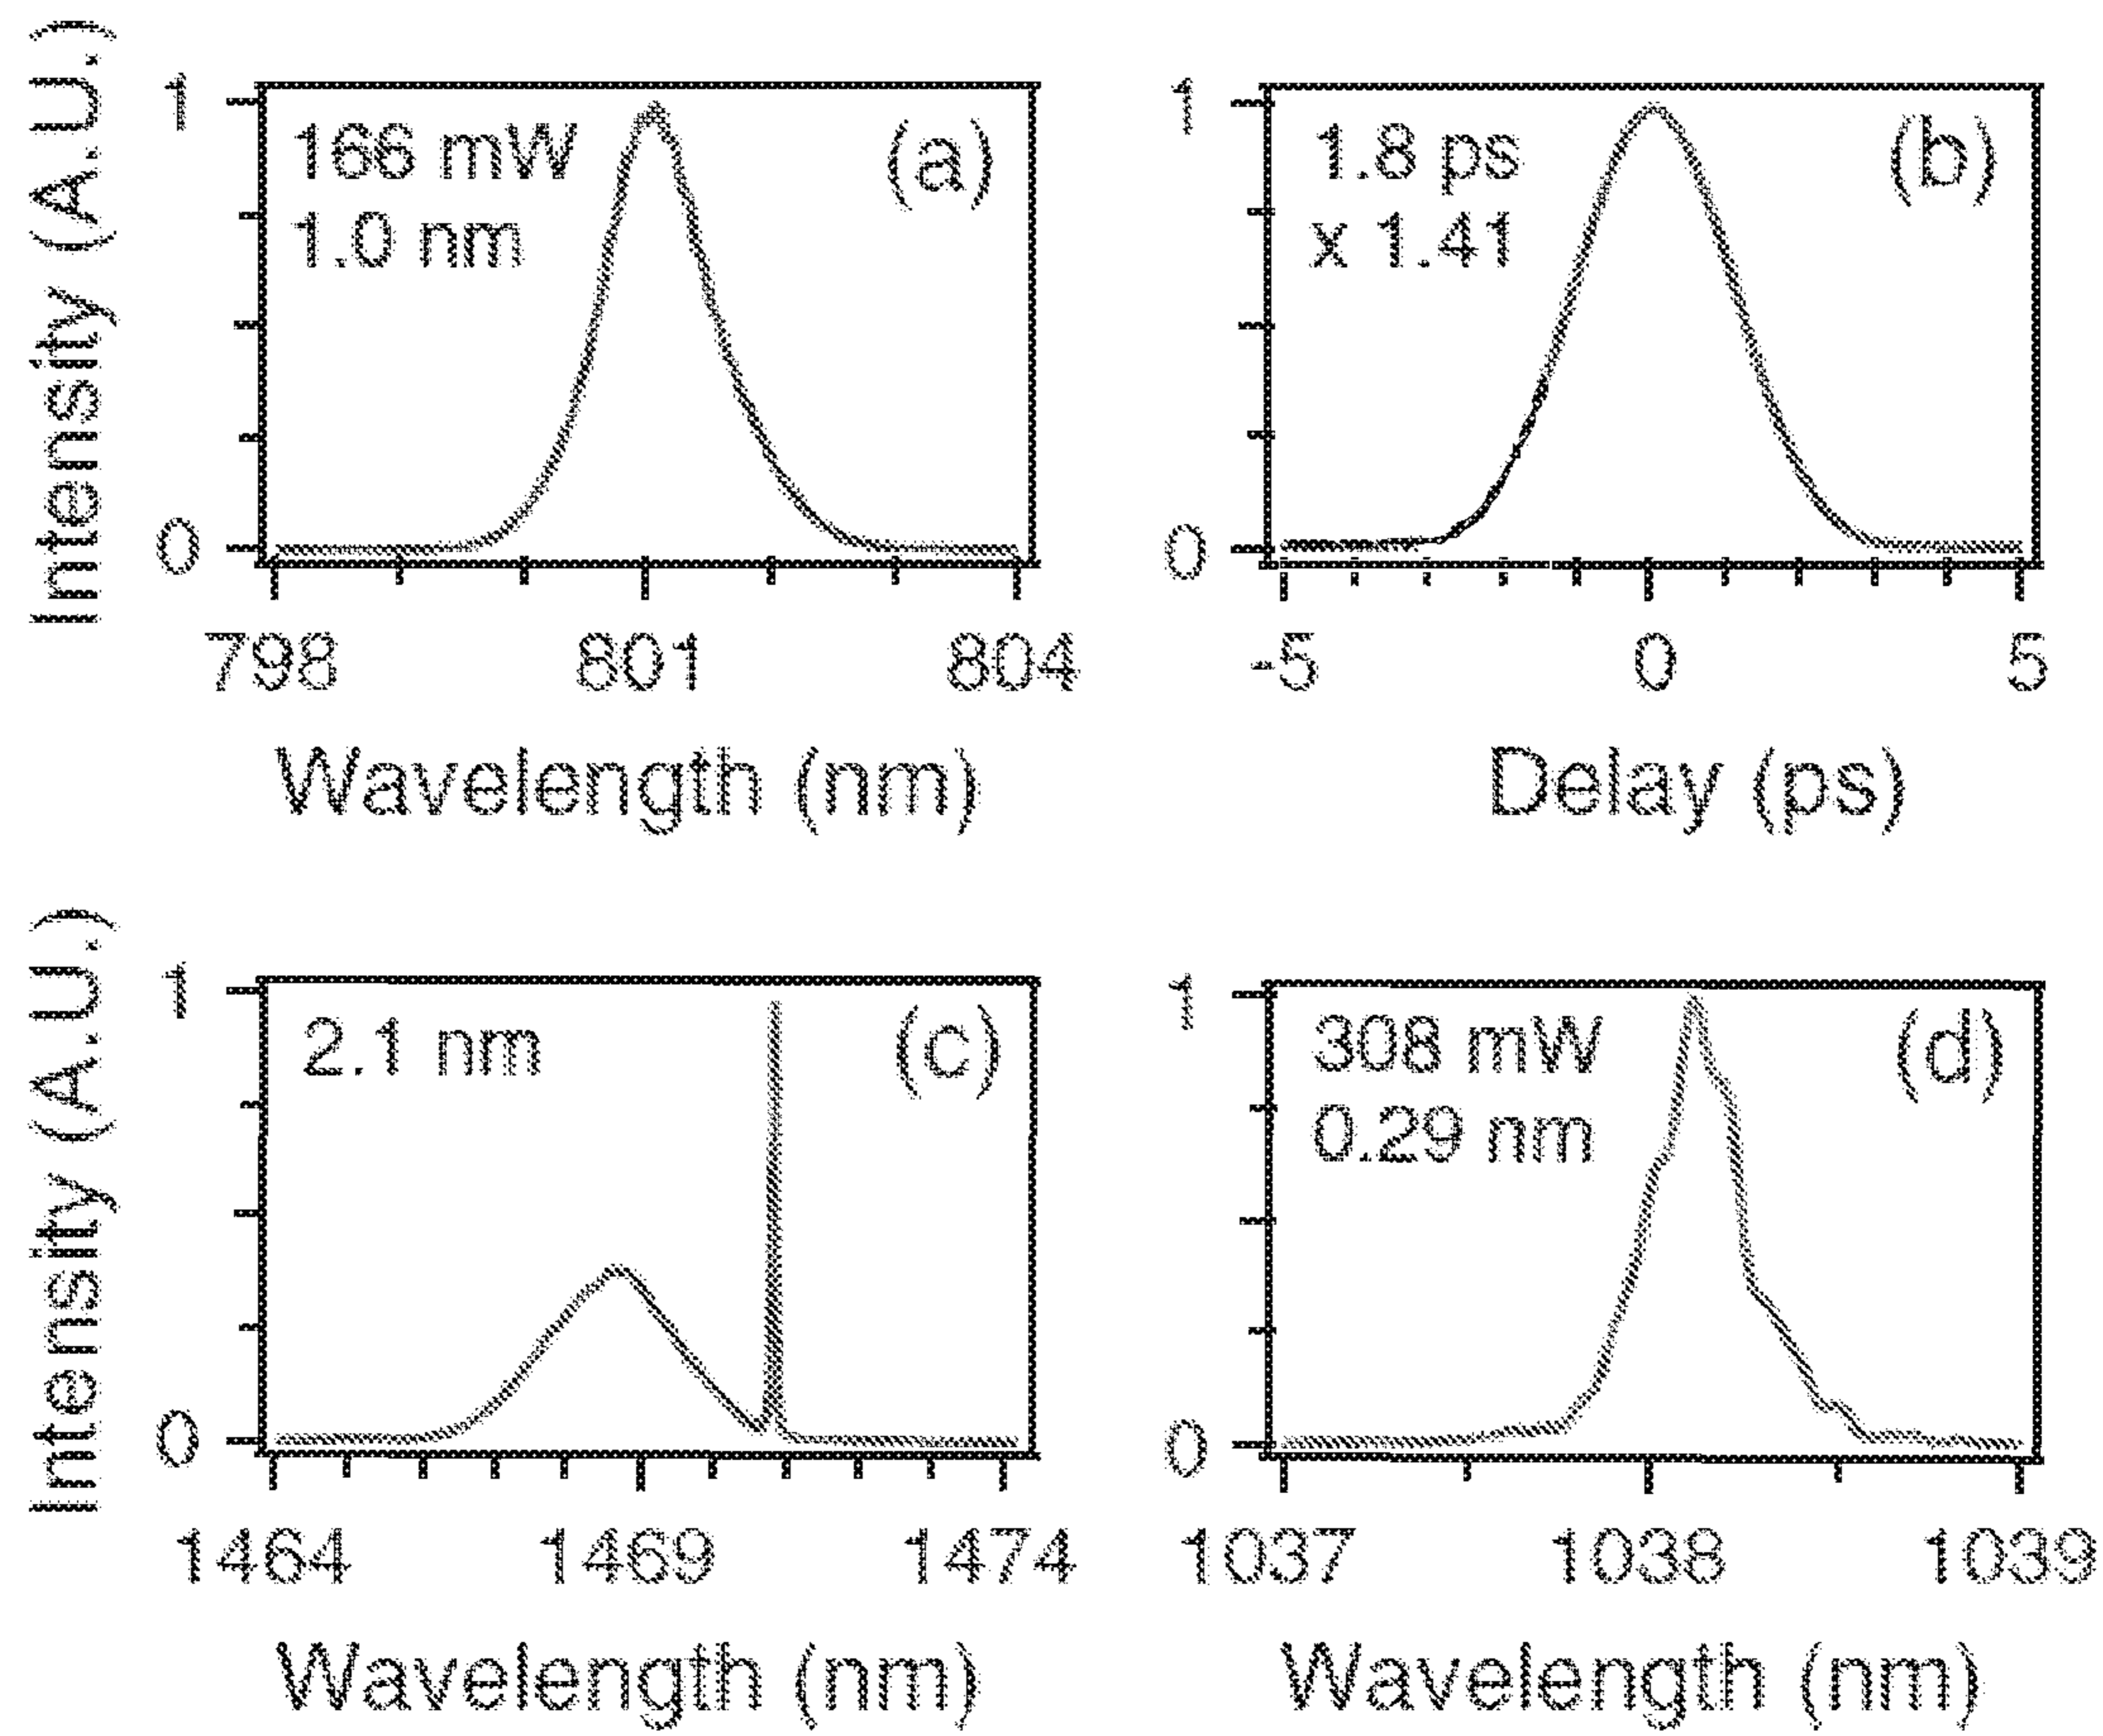 Intensity (A.U.)
1
0
166 mW
1.0 nm
(a)
798 801 804
Wavelength (nm)
1
0
1.8 ps
x 1.41
(b)
-5 0 5
Delay (ps)
Intensity (A.U.)
1
0
2.1 nm
(c)
1464 1469 1474
Wavelength (nm)
1
0
308 mW
0.29 nm
(d)
1037 1038 1039
Wavelength (nm)